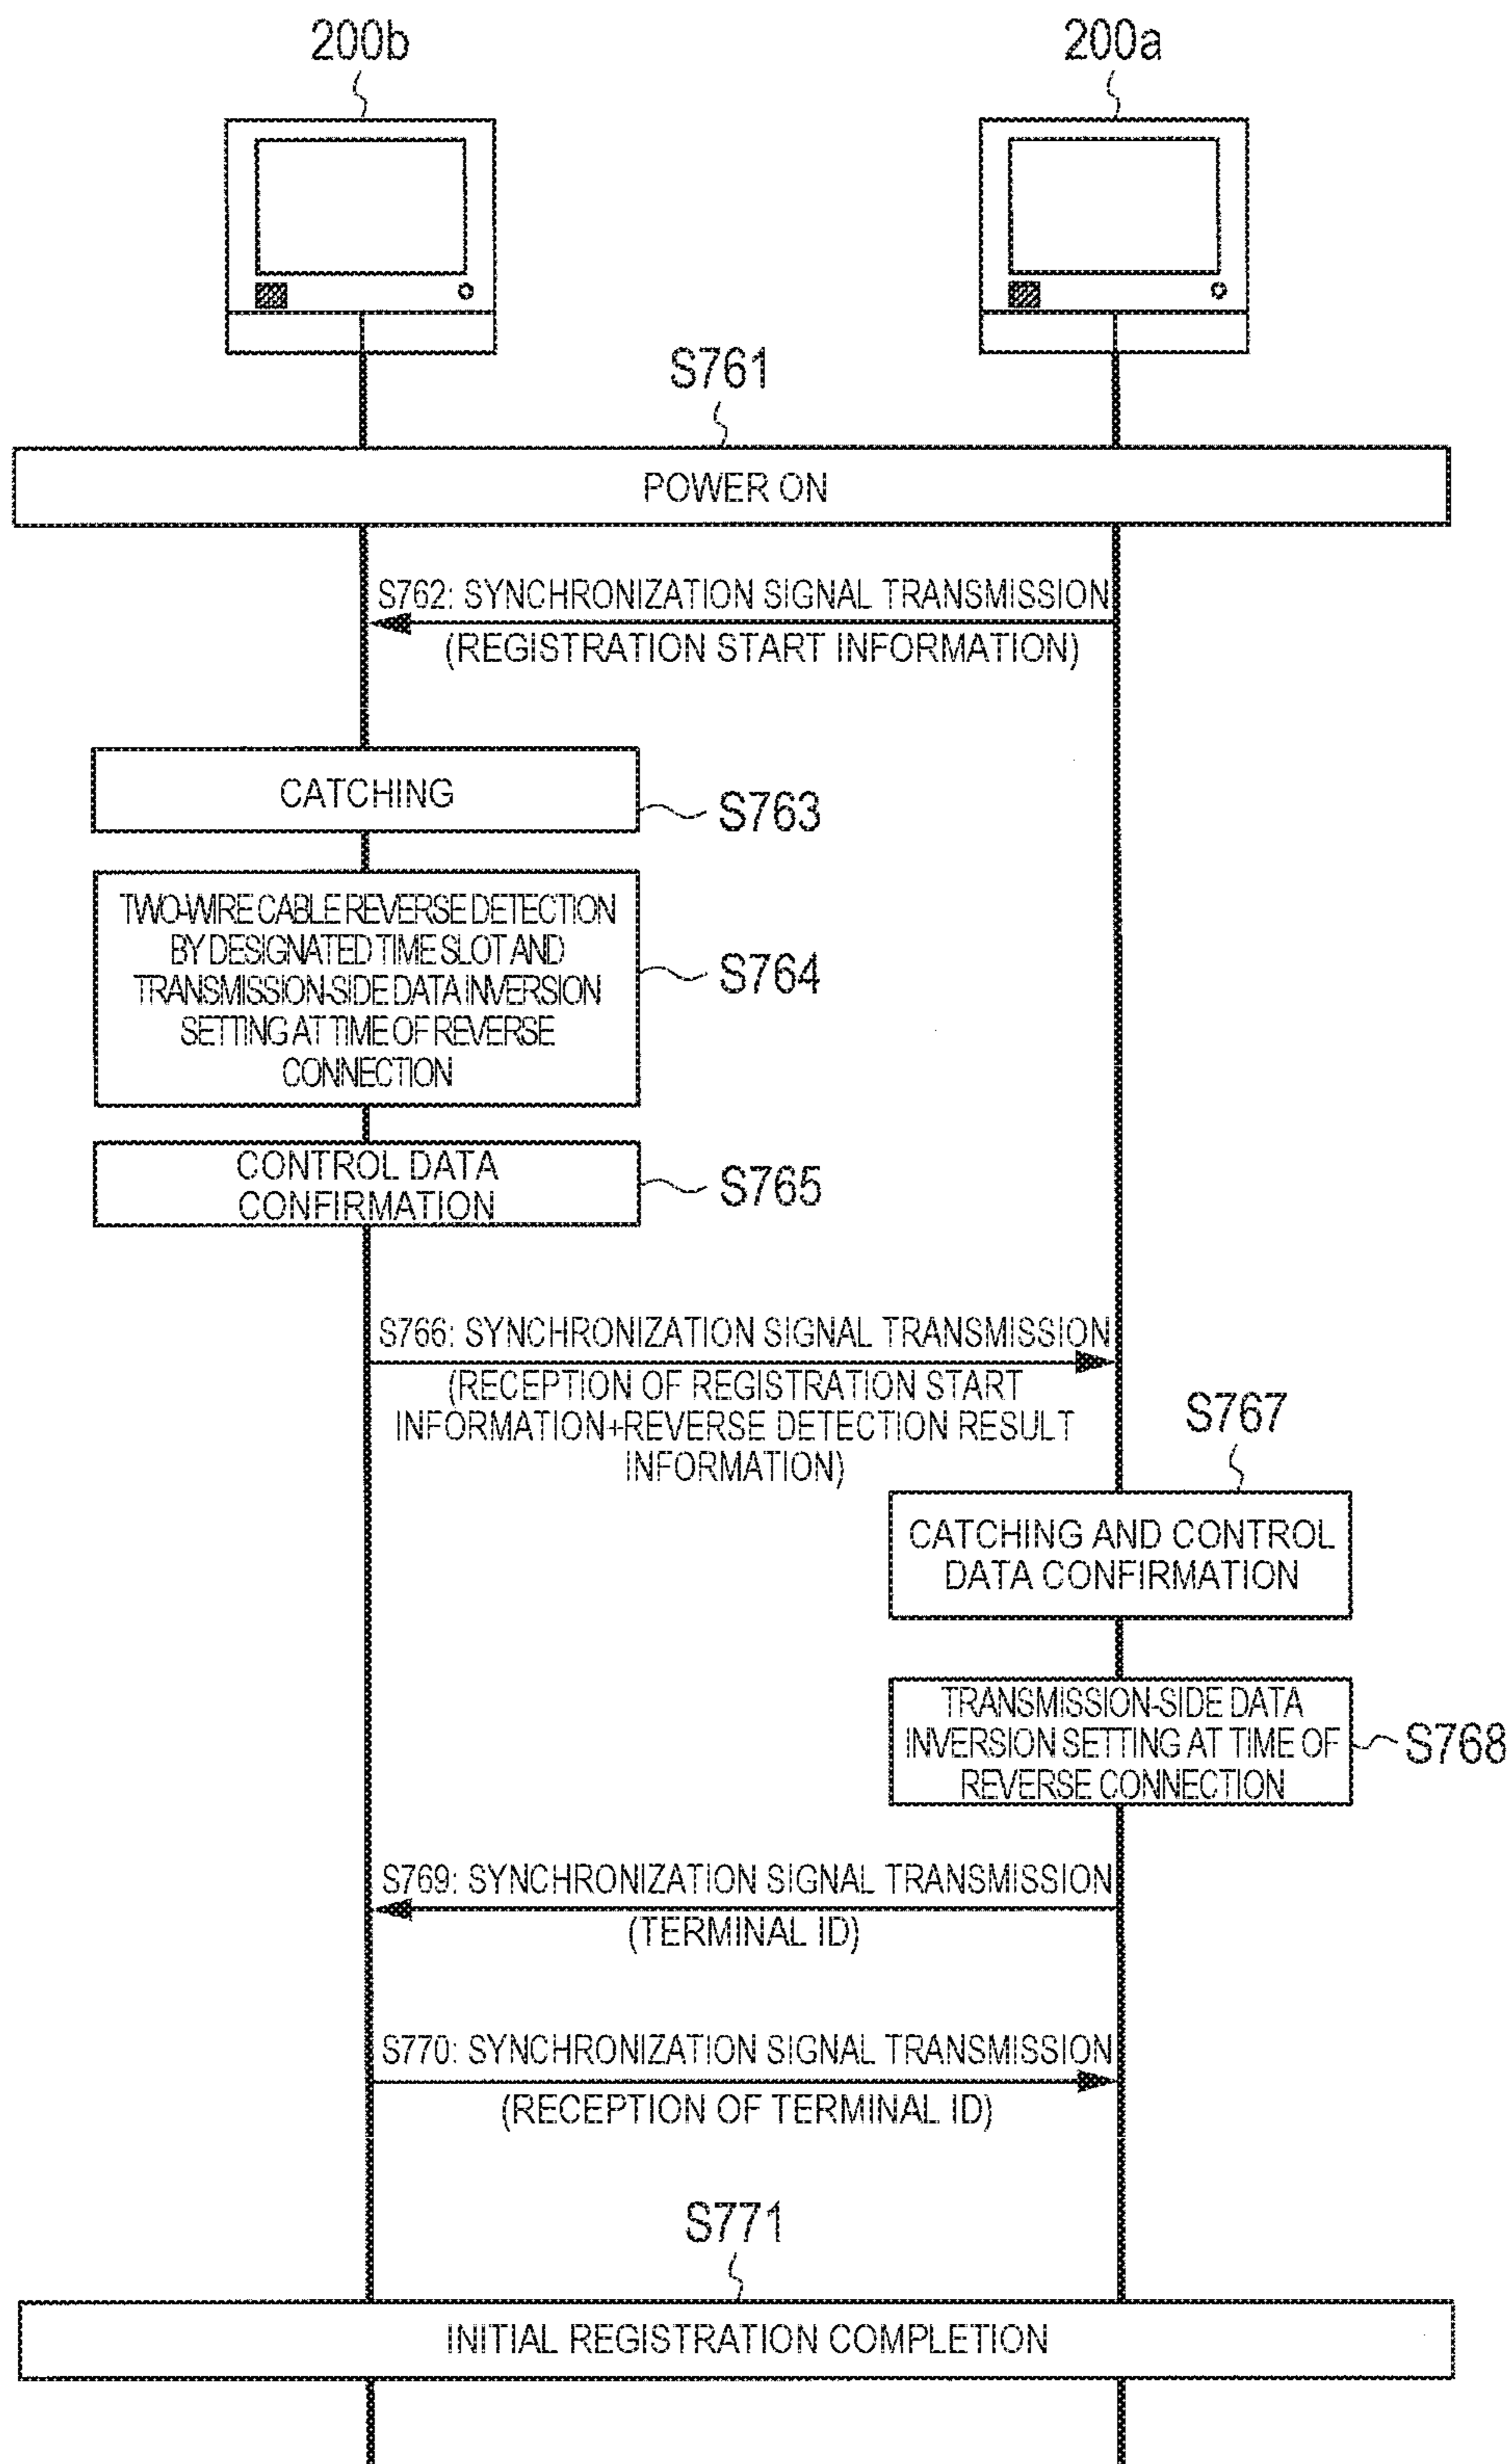 200b
200a
S761
POWER ON
S762: SYNCHRONIZATION SIGNAL TRANSMISSION
(REGISTRATION START INFORMATION)
CATCHING
S763
TWO-WIRE CABLE REVERSE DETECTION
BY DESIGNATED TIME SLOT AND
TRANSMISSION-SIDE DATA INVERSION
SETTING AT TIME OF REVERSE
CONNECTION
S764
CONTROL DATA
CONFIRMATION
S765
S766: SYNCHRONIZATION SIGNAL TRANSMISSION
(RECEPTION OF REGISTRATION START
INFORMATION+REVERSE DETECTION RESULT
INFORMATION)
S767
CATCHING AND CONTROL
DATA CONFIRMATION
TRANSMISSION-SIDE DATA
INVERSION SETTING AT TIME OF
REVERSE CONNECTION
S768
S769: SYNCHRONIZATION SIGNAL TRANSMISSION
(TERMINAL ID)
S770: SYNCHRONIZATION SIGNAL TRANSMISSION
(RECEPTION OF TERMINAL ID)
S771
INITIAL REGISTRATION COMPLETION